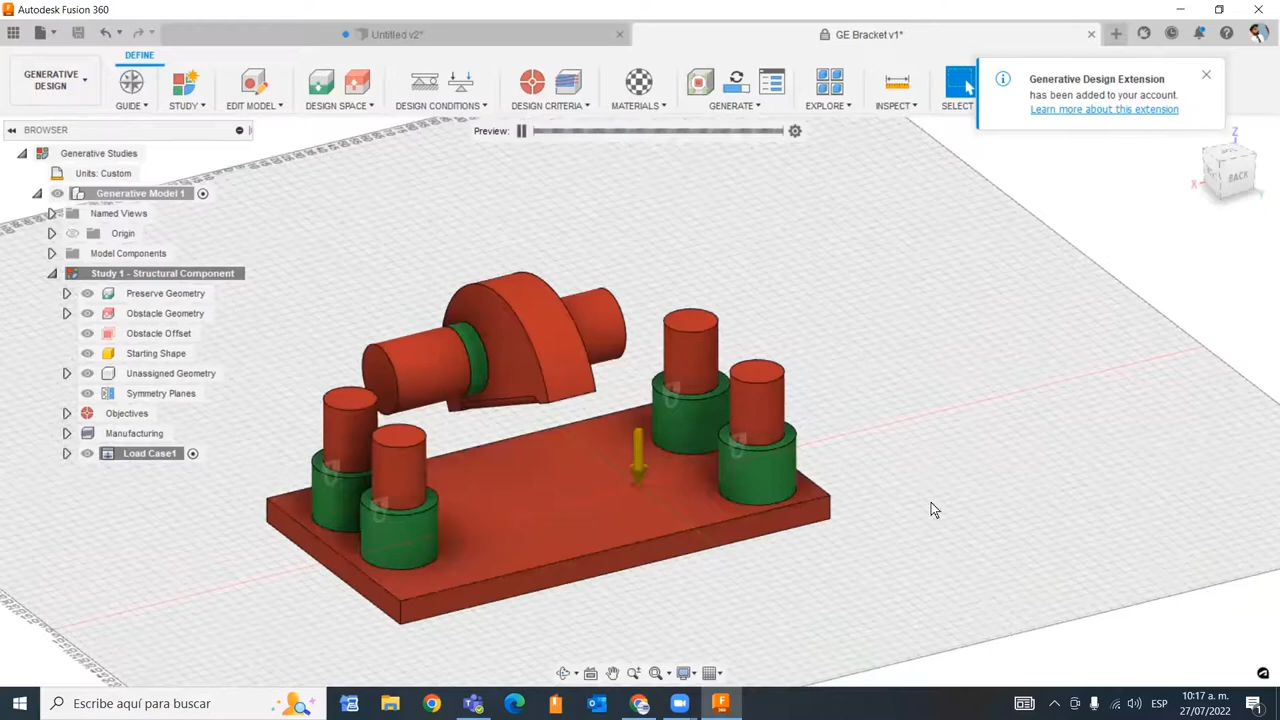 Autodesk Fusion 360
Untitled v2*
GE Bracket v1*
DEFINE
GENERATIVE
DESIGN
GUIDE
STUDY
EDIT MODEL
DESIGN SPACE
DESIGN CONDITIONS
DESIGN CRITERIA
MATERIALS
GENERATE
EXPLORE
INSPECT
SELECT
Generative Design Extension
has been added to your account.
Learn more about this extension
BROWSER
Preview:
Generative Studies
Units: Custom
Generative Model 1
Named Views
Origin
Model Components
Study 1 - Structural Component
Preserve Geometry
Obstacle Geometry
Obstacle Offset
Starting Shape
Unassigned Geometry
Symmetry Planes
Objectives
Manufacturing
Load Case1
Z
X
BACK
Escribe aquí para buscar
ESP
10:17 a. m.
27/07/2022
1